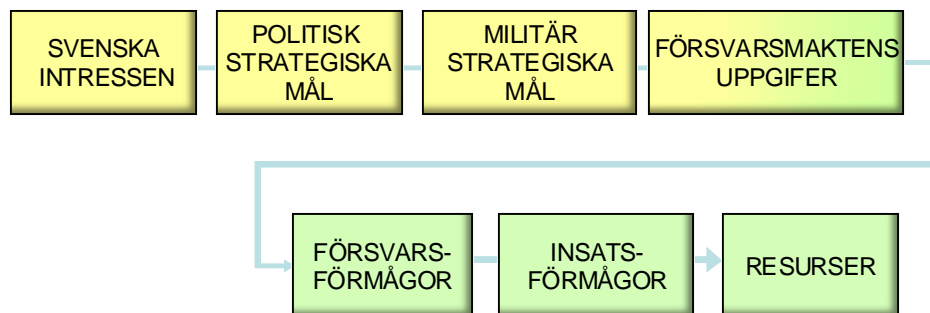 SVENSKA
INTRESSEN
POLITISK
STRATEGISKA
MÅL
MILITÄR
STRATEGISKA
MÅL
FÖRSVARSMAKTENS
UPPGIFER
FÖRSVARS-
FÖRMÅGOR
INSATS-
FÖRMÅGOR
RESURSER